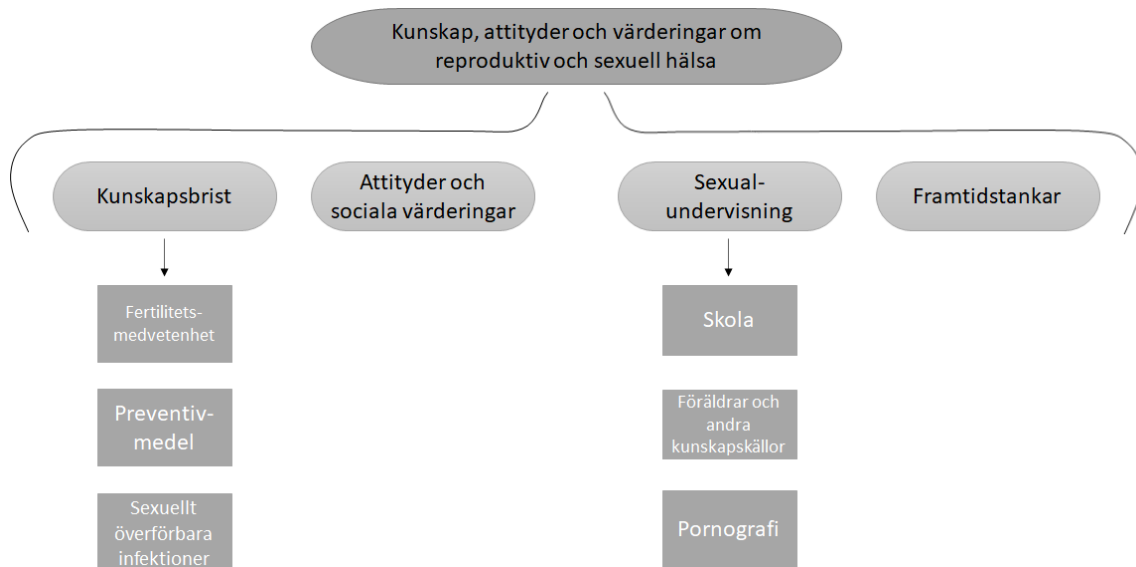 Kunskap, attityder och värderingar om
reproduktiv och sexuell hälsa
Kunskapsbrist
Attityder och
sociala värderingar
Sexual-
undervisning
Framtidstankar
Fertilitets-
medvetenhet
Preventiv-
medel
Sexuellt
överförbara
infektioner
Skola
Föräldrar och
andra
kunskapskällor
Pornografi